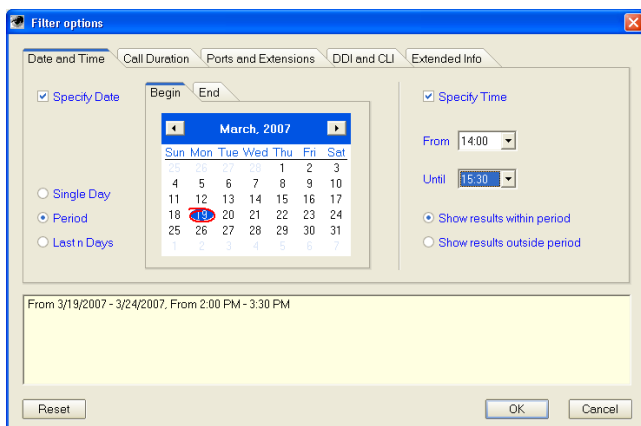 Filter options
Date and Time Call Duration Ports and Extensions DDI and CLI Extended Info
Specify Date
Begin End
Specify Time
March, 2007
From 14:00
Sun Mon Tue Wed Thu Fri Sat
25 26 27 28 1 2 3
Until 15:30
4 5 6 7 8 9 10
Single Day
11 12 13 14 15 16 17
Period
18 19 20 21 22 23 24
Show results within period
Last n Days
25 26 27 28 29 30 31
Show results outside period
1 2 3 4 5 6 7
From 3/19/2007 - 3/24/2007, From 2:00 PM - 3:30 PM
Reset OK Cancel